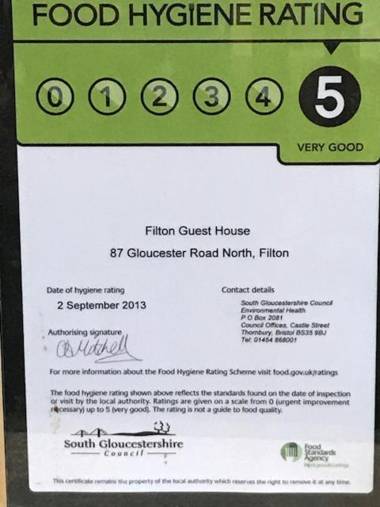 FOOD HYGIENE RATING
0 1 2 3 4 5
VERY GOOD
Filton Guest House
87 Gloucester Road North, Filton
Date of hygiene rating
2 September 2013
Contact details
South Gloucestershire Council
Environmental Health
P O Box 2081
Council Offices, Castle Street
Thornbury, Bristol BS35 9BJ
Tel: 01454 868001
Authorising signature
For more information about the Food Hygiene Rating Scheme visit food.gov.uk/ratings
The food hygiene rating shown above reflects the standards found on the date of inspection
or visit by the local authority. Ratings are given on a scale from 0 (urgent improvement
necessary) up to 5 (very good). The rating is not a guide to food quality.
South Gloucestershire
Council
Food
Standards
Agency
This certificate remains the property of the local authority which reserves the right to remove it at any time.